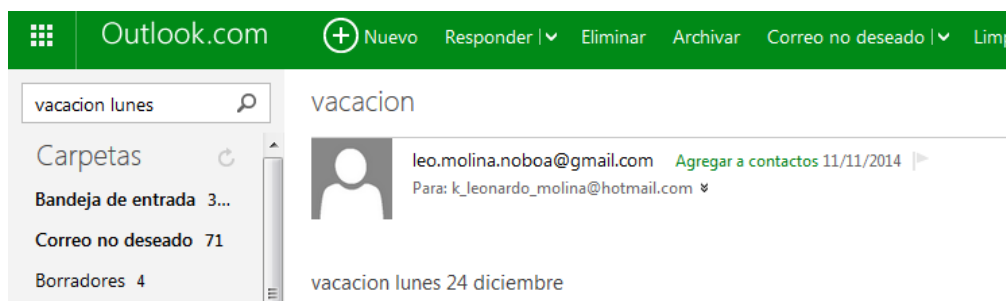 Outlook.com Nuevo Responder Eliminar Archivar Correo no deseado
vacacion lunes
vacacion
Carpetas
leo.molina.noboa@gmail.com Agregar a contactos 11/11/2014
Para: k_leonardo_molina@hotmail.com
Bandeja de entrada 3...
Correo no deseado 71
Borradores 4
vacacion lunes 24 diciembre